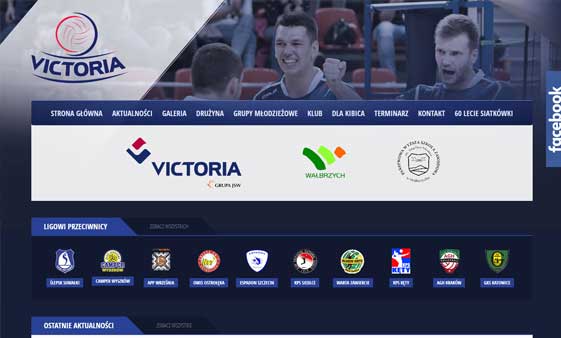 VICTORIA
STRONA GŁÓWNA AKTUALNOŚCI GALERIA DRUŻYNA GRUPY MŁODZIEŻOWE KLUB DLA KIBICA TERMINARZ KONTAKT 60 LECIE SIATKÓWKI
facebook
VICTORIA
GRUPA JSW
WAŁBRZYCH
LIGOWI PRZECIWNICY ZOBACZ WSZYSTKICH
ŚLEPSK SUWAŁKI CAMPER WYSZKÓW APP WRZEŚNIA OMIS OSTROŁĘKA ESPADON SZCZECIN KPS SIEDLCE WARTA ZAWIERCIE KPS KĘTY AGH KRAKÓW GKS KATOWICE
OSTATNIE AKTUALNOŚCI ZOBACZ WSZYSTKIE